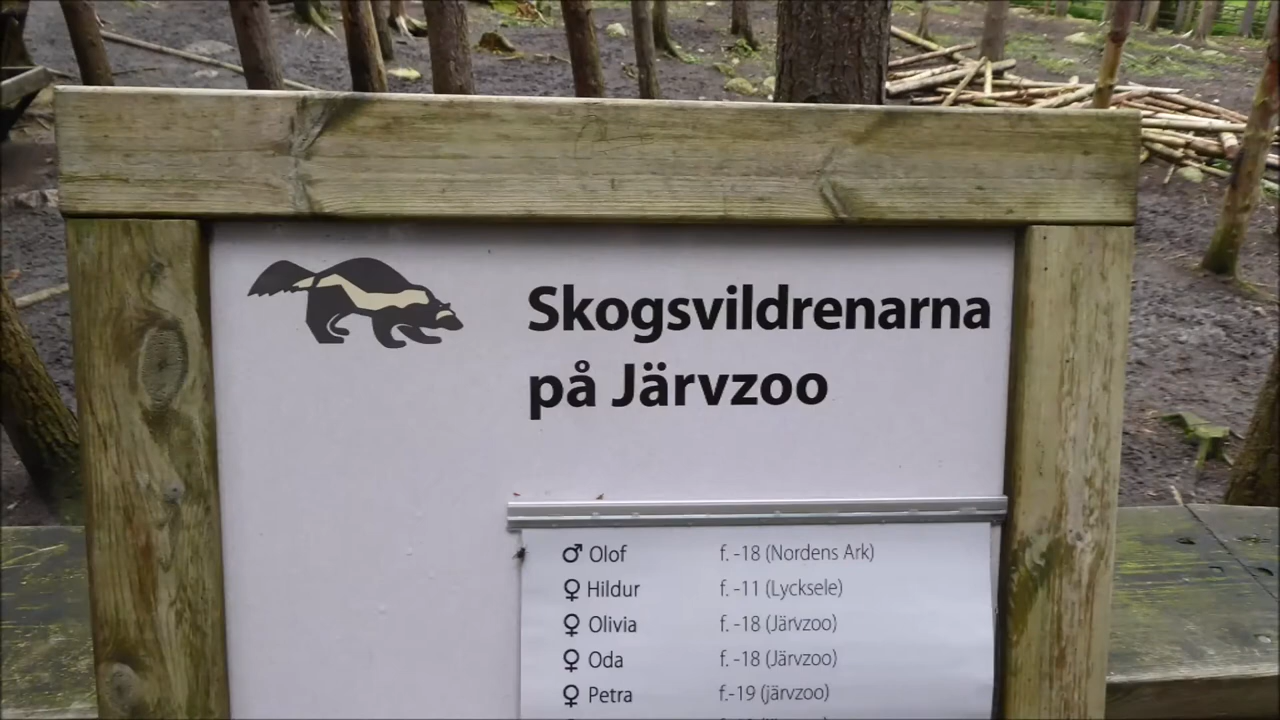 Skogsvildrenarna
på Järvzoo
♂ Olof f. -18 (Nordens Ark)
♀ Hildur f. -11 (Lycksele)
♀ Olivia f. -18 (Järvzoo)
♀ Oda f. -18 (Järvzoo)
♀ Petra f.-19 (järvzoo)